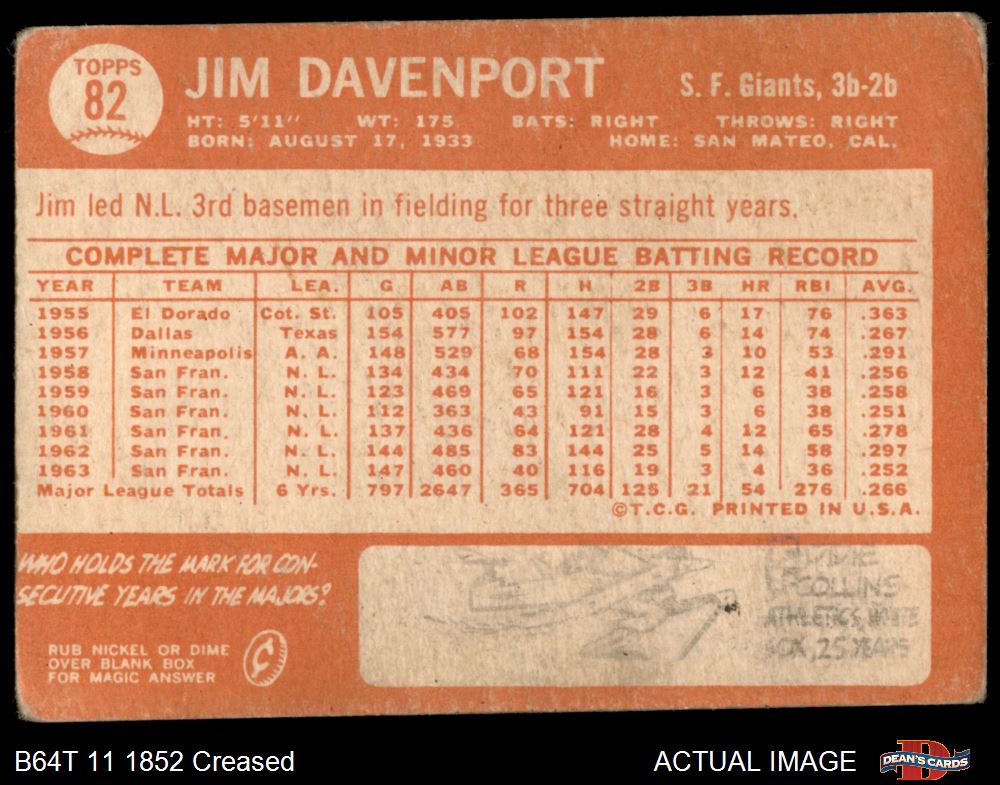 TOPPS
82
JIM DAVENPORT
S. F. Giants, 3b-2b
HT: 5'11" WT: 175 BATS: RIGHT THROWS: RIGHT
BORN: AUGUST 17, 1933 HOME: SAN MATEO, CAL.
Jim led N.L. 3rd basemen in fielding for three straight years.
COMPLETE MAJOR AND MINOR LEAGUE BATTING RECORD
YEAR TEAM LEA. G AB R H 2B 3B HR RBI AVG.
1955 El Dorado Cot. St. 105 405 102 147 29 6 17 76 .363
1956 Dallas Texas 154 577 97 154 28 6 14 74 .267
1957 Minneapolis A. A. 148 529 68 154 28 3 10 53 .291
1958 San Fran. N. L. 134 434 70 111 22 3 12 41 .256
1959 San Fran. N. L. 123 469 65 121 16 3 6 38 .258
1960 San Fran. N. L. 112 363 43 91 15 3 6 38 .251
1961 San Fran. N. L. 137 436 64 121 28 4 12 65 .278
1962 San Fran. N. L. 144 485 83 144 25 5 14 58 .297
1963 San Fran. N. L. 147 460 40 116 19 3 4 36 .252
Major League Totals 6 Yrs. 797 2647 365 704 125 21 54 276 .266
©T.C.G. PRINTED IN U.S.A.
WHO HOLDS THE MARK FOR CON-
SECUTIVE YEARS IN THE MAJORS?
RUB NICKEL OR DIME
OVER BLANK BOX
FOR MAGIC ANSWER
¢
EDDIE
COLLINS
ATHLETICS, WHITE
SOX, 25 YEARS
B64T 11 1852 Creased
ACTUAL IMAGE
D
DEAN'S CARDS